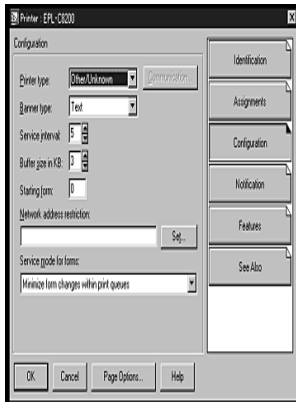 Printer : EPL-C8200
Configuration
Printer type: Other/Unknown Communication...
Banner type: Text
Service interval: 5
Buffer size in KB: 3
Starting form: 0
Network address restriction:
Set...
Service mode for forms:
Minimize form changes within print queues
Identification
Assignments
Configuration
Notification
Features
See Also
OK Cancel Page Options... Help